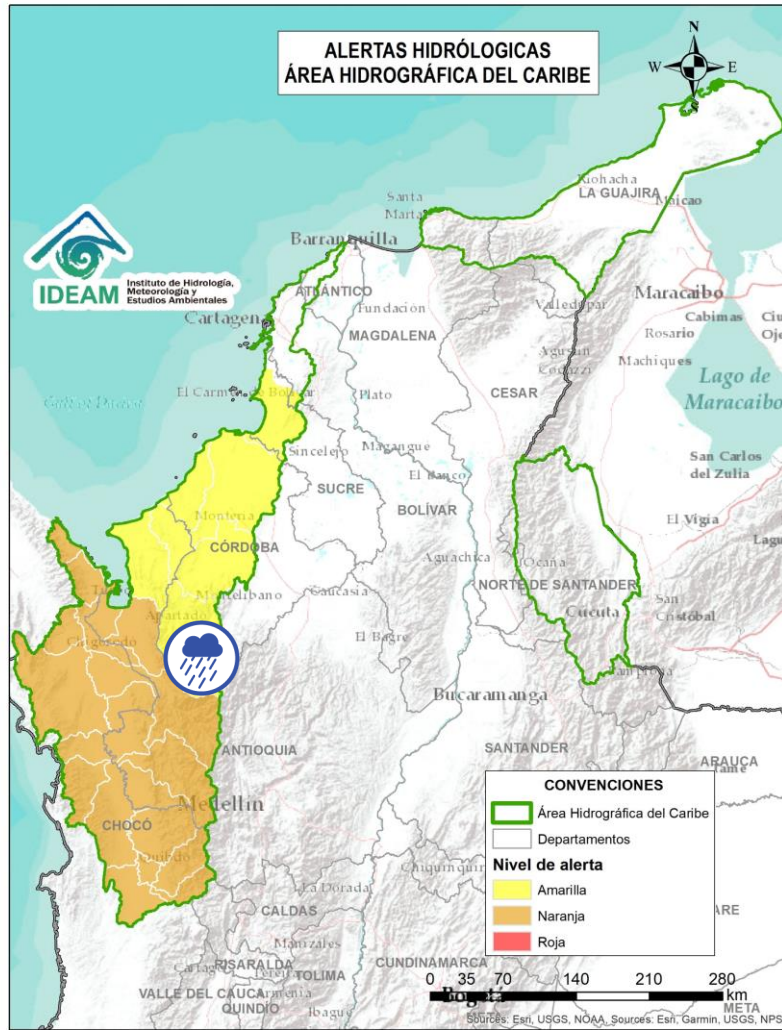 ALERTAS HIDRÓLOGICAS
ÁREA HIDROGRÁFICA DEL CARIBE
N
W
E
S
Riohacha
LA GUAJIRA
Maicao
Santa
Marta
Barranquilla
IDEAM
Instituto de Hidrología,
Meteorología y
Estudios Ambientales
ATLÁNTICO
Fundación
Valledupar
Maracaibo
Cabimas
Cartagen
MAGDALENA
Rosario
Agustín
Codazzi
Machiques
El Carmen de Bolívar
Plato
CESAR
Lago de
Maracaibo
Sincelejo
Magangue
San Carlos
del Zulia
El Banco
SUCRE
BOLÍVAR
Montería
El Vigía
CÓRDOBA
Aguachica
Ocaña
NORTE DE SANTANDER
Montelibano
Caucasia
San
Cristóbal
Apartadó
Cúcuta
Chigorodó
El Bagre
Pamplona
Bucaramanga
ANTIOQUIA
SANTANDER
ARAUCA
Medellín
CHOCÓ
Quibdó
La Dorada
CALDAS
Manizales
RISARALDA
TOLIMA
CUNDINAMARCA
VALLE DEL CAUCA
Armenia
QUINDÍO
Ibague
Bogotá
META
CONVENCIONES
Área Hidrográfica del Caribe
Departamentos
Nivel de alerta
Amarilla
Naranja
Roja
0 35 70 140 210 280
km
Sources: Esri, USGS, NOAA, Sources: Esri, Garmin, USGS, NPS